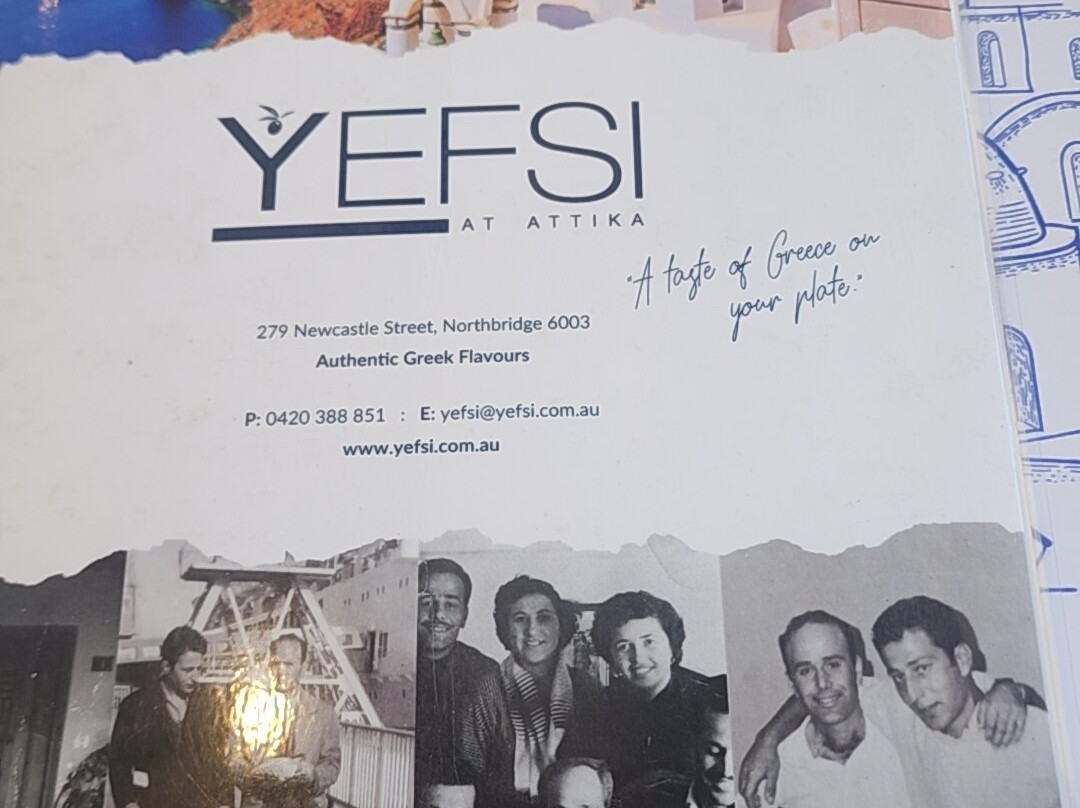 YEFSI
AT ATTIKA
"A taste of Greece on
your plate."
279 Newcastle Street, Northbridge 6003
Authentic Greek Flavours
P: 0420 388 851 : E: yefsi@yefsi.com.au
www.yefsi.com.au